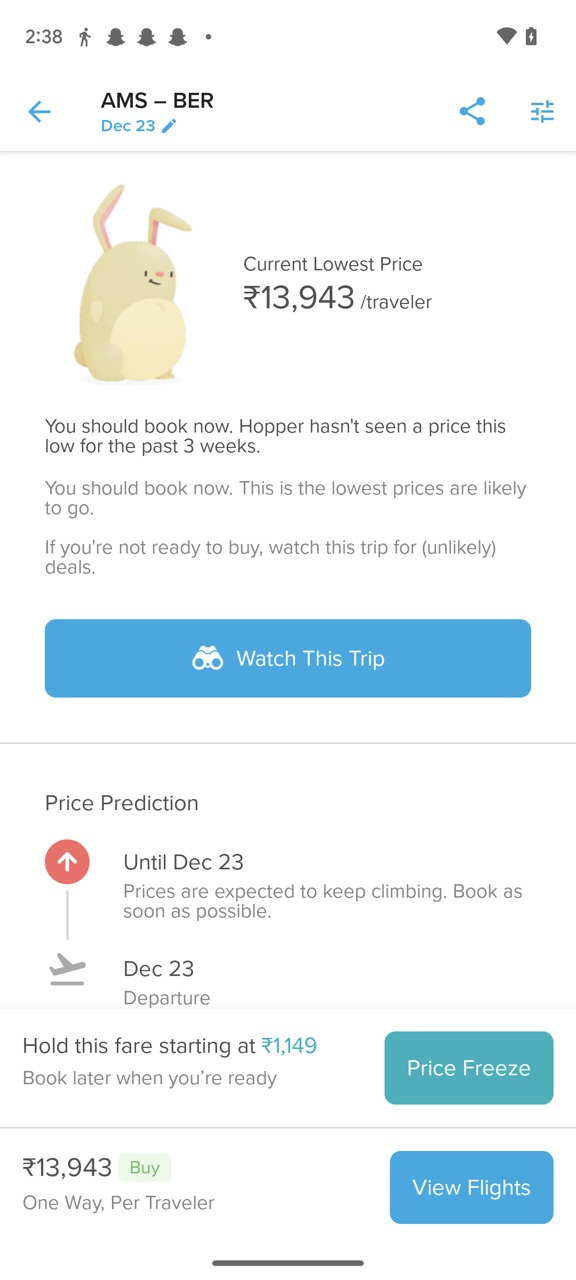 2:38
AMS – BER
Dec 23
Current Lowest Price
₹13,943 /traveler
You should book now. Hopper hasn't seen a price this
low for the past 3 weeks.
You should book now. This is the lowest prices are likely
to go.
If you're not ready to buy, watch this trip for (unlikely)
deals.
Watch This Trip
Price Prediction
Until Dec 23
Prices are expected to keep climbing. Book as
soon as possible.
Dec 23
Departure
Hold this fare starting at ₹1,149
Book later when you’re ready
Price Freeze
₹13,943 Buy
One Way, Per Traveler
View Flights